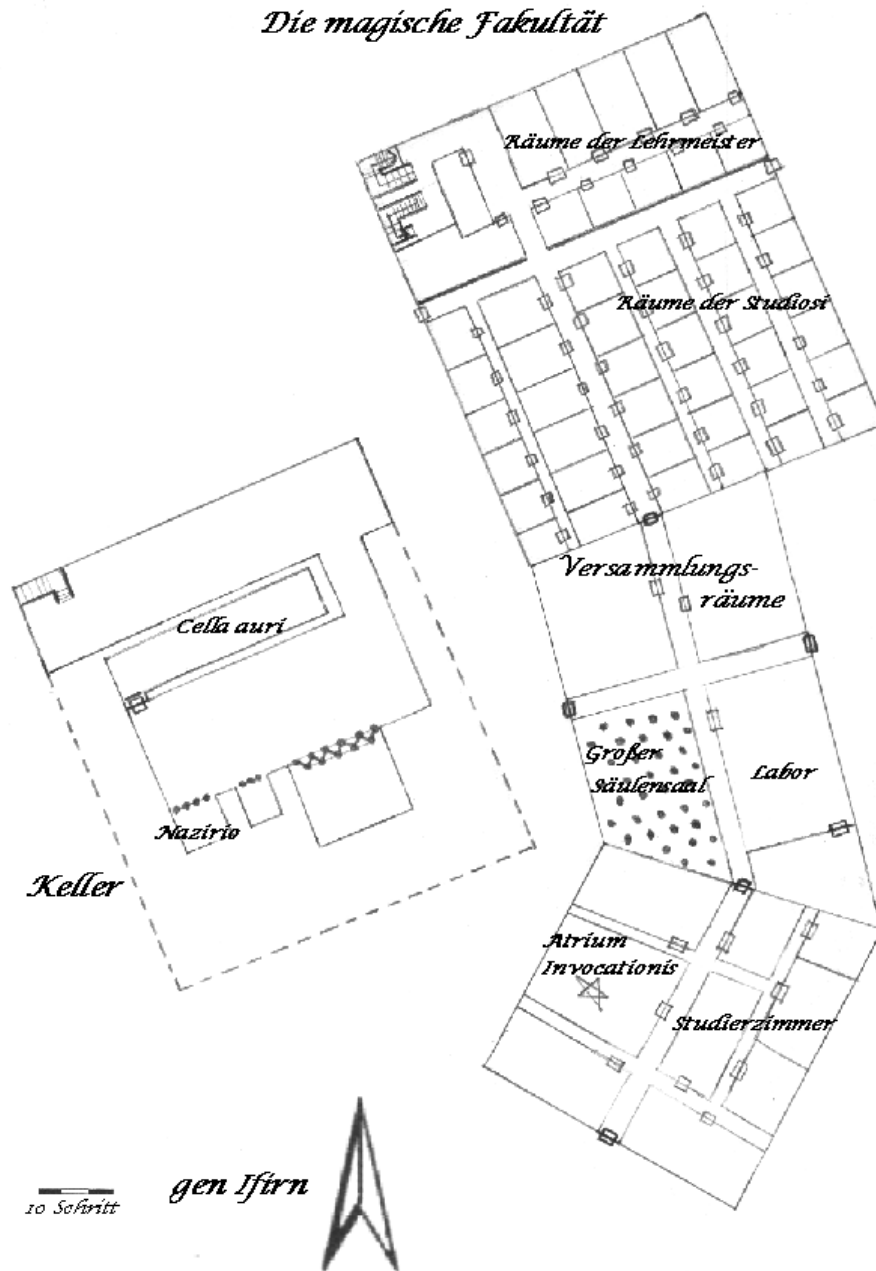 Die magische Fakultät
Räume der Lehrmeister
Räume der Studiosi
Versammlungs-
räume
Cella auri
Großer
Säulensaal
Labor
Nazirio
Keller
Atrium
Invocationis
Studierzimmer
gen Ifirn
10 Schritt